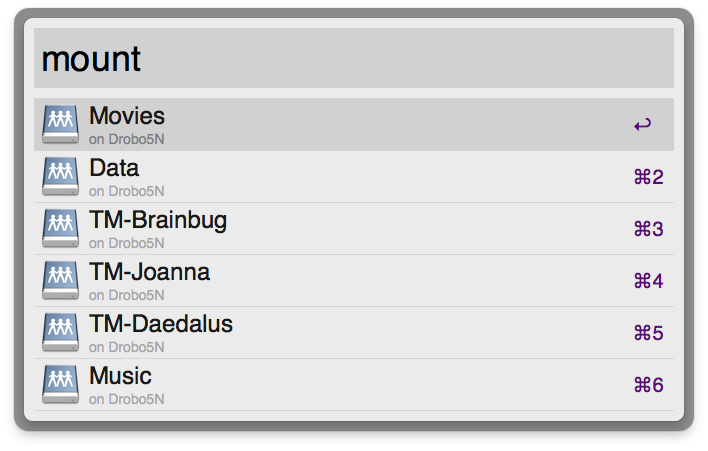 mount
Movies
on Drobo5N
↩
Data
on Drobo5N
⌘2
TM-Brainbug
on Drobo5N
⌘3
TM-Joanna
on Drobo5N
⌘4
TM-Daedalus
on Drobo5N
⌘5
Music
on Drobo5N
⌘6